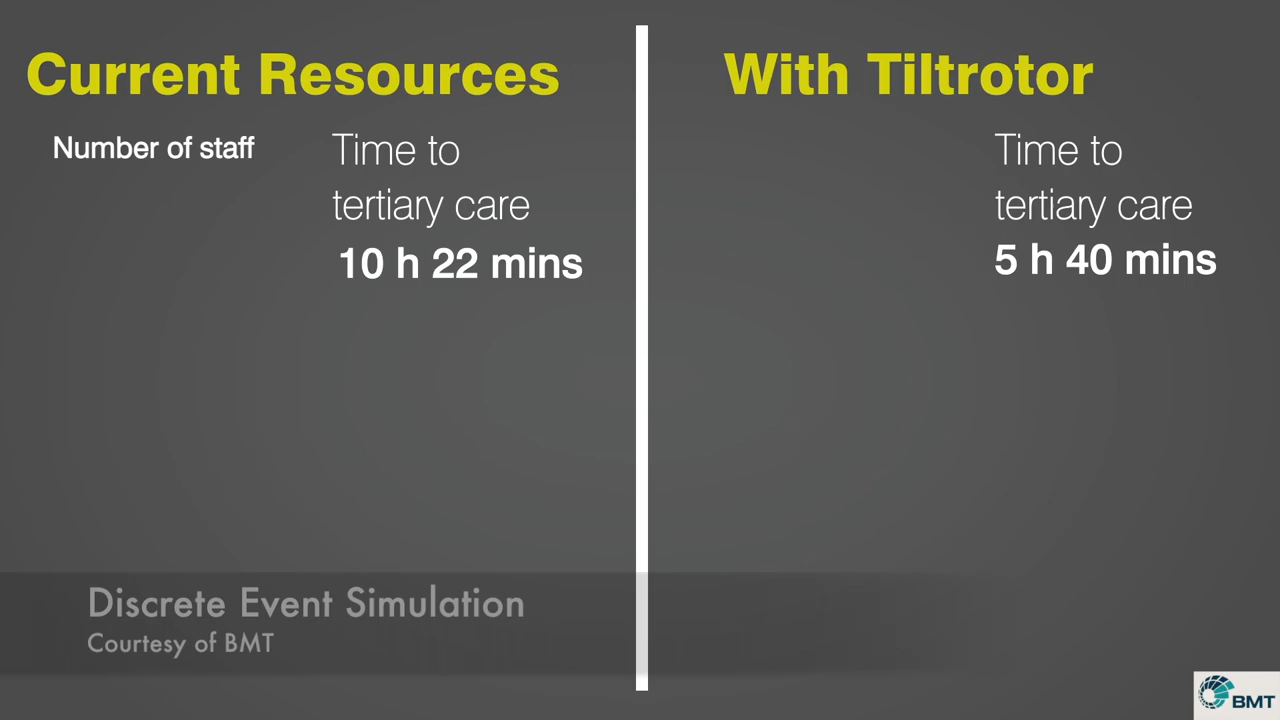 Current Resources
Number of staff
Time to
tertiary care
10 h 22 mins
With Tiltrotor
Time to
tertiary care
5 h 40 mins
Discrete Event Simulation
Courtesy of BMT
BMT